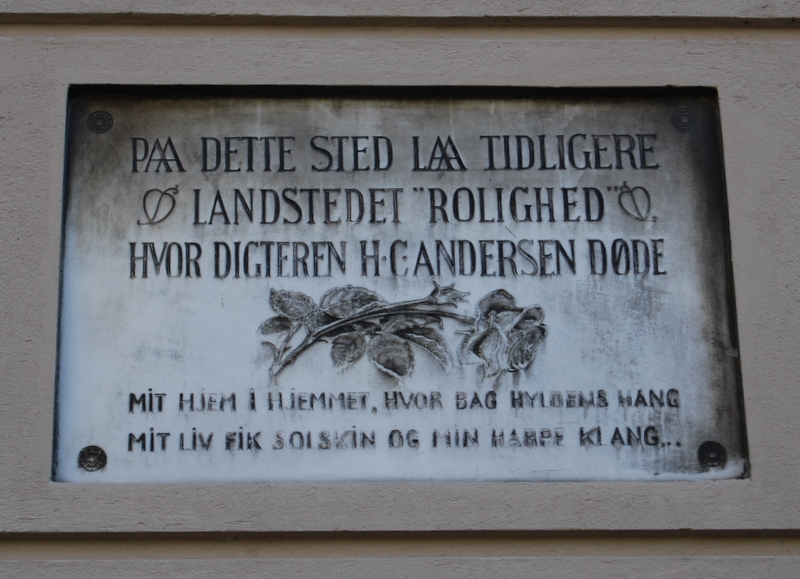 PAA DETTE STED LAA TIDLIGERE
LANDSTEDET "ROLIGHED"
HVOR DIGTEREN H·C·ANDERSEN DØDE
MIT HJEM I HJEMMET, HVOR BAG HYLDENS HANG
MIT LIV FIK SOLSKIN OG MIN HARPE KLANG...